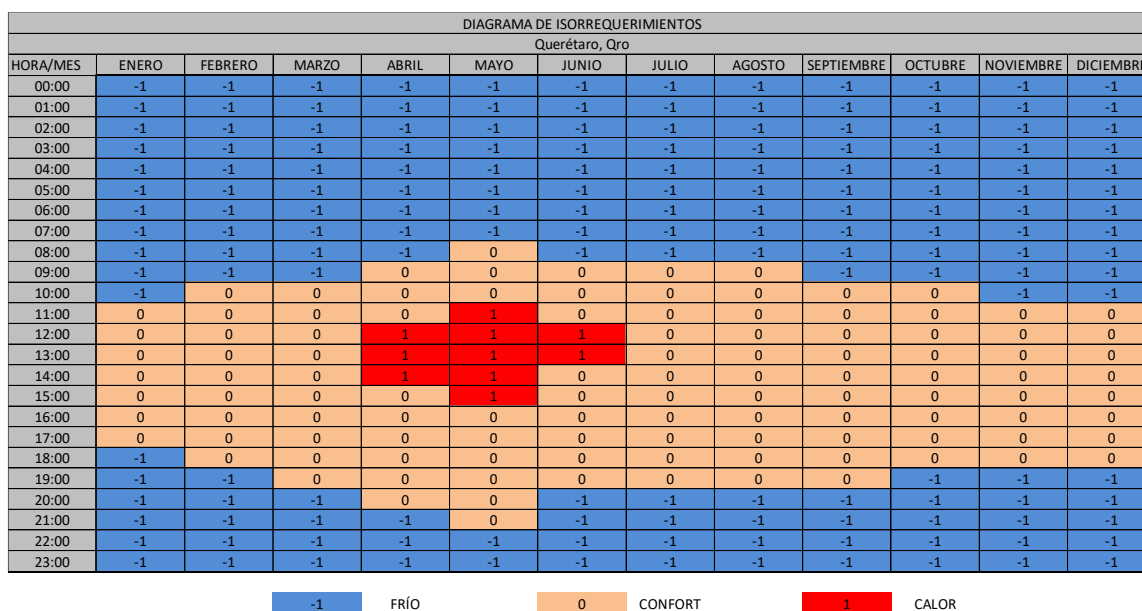 DIAGRAMA DE ISORREQUERIMIENTOS
Querétaro, Qro
HORA/MES ENERO FEBRERO MARZO ABRIL MAYO JUNIO JULIO AGOSTO SEPTIEMBRE OCTUBRE NOVIEMBRE DICIEMBRE
00:00 -1 -1 -1 -1 -1 -1 -1 -1 -1 -1 -1 -1
01:00 -1 -1 -1 -1 -1 -1 -1 -1 -1 -1 -1 -1
02:00 -1 -1 -1 -1 -1 -1 -1 -1 -1 -1 -1 -1
03:00 -1 -1 -1 -1 -1 -1 -1 -1 -1 -1 -1 -1
04:00 -1 -1 -1 -1 -1 -1 -1 -1 -1 -1 -1 -1
05:00 -1 -1 -1 -1 -1 -1 -1 -1 -1 -1 -1 -1
06:00 -1 -1 -1 -1 -1 -1 -1 -1 -1 -1 -1 -1
07:00 -1 -1 -1 -1 -1 -1 -1 -1 -1 -1 -1 -1
08:00 -1 -1 -1 -1 0 -1 -1 -1 -1 -1 -1 -1
09:00 -1 -1 -1 0 0 0 0 0 -1 -1 -1 -1
10:00 -1 0 0 0 0 0 0 0 0 0 -1 -1
11:00 0 0 0 0 1 0 0 0 0 0 0 0
12:00 0 0 0 1 1 1 0 0 0 0 0 0
13:00 0 0 0 1 1 1 0 0 0 0 0 0
14:00 0 0 0 1 1 0 0 0 0 0 0 0
15:00 0 0 0 0 1 0 0 0 0 0 0 0
16:00 0 0 0 0 0 0 0 0 0 0 0 0
17:00 0 0 0 0 0 0 0 0 0 0 0 0
18:00 -1 0 0 0 0 0 0 0 0 0 0 0
19:00 -1 -1 0 0 0 0 0 0 0 -1 -1 -1
20:00 -1 -1 -1 0 0 -1 -1 -1 -1 -1 -1 -1
21:00 -1 -1 -1 -1 0 -1 -1 -1 -1 -1 -1 -1
22:00 -1 -1 -1 -1 -1 -1 -1 -1 -1 -1 -1 -1
23:00 -1 -1 -1 -1 -1 -1 -1 -1 -1 -1 -1 -1
-1 FRÍO 0 CONFORT 1 CALOR